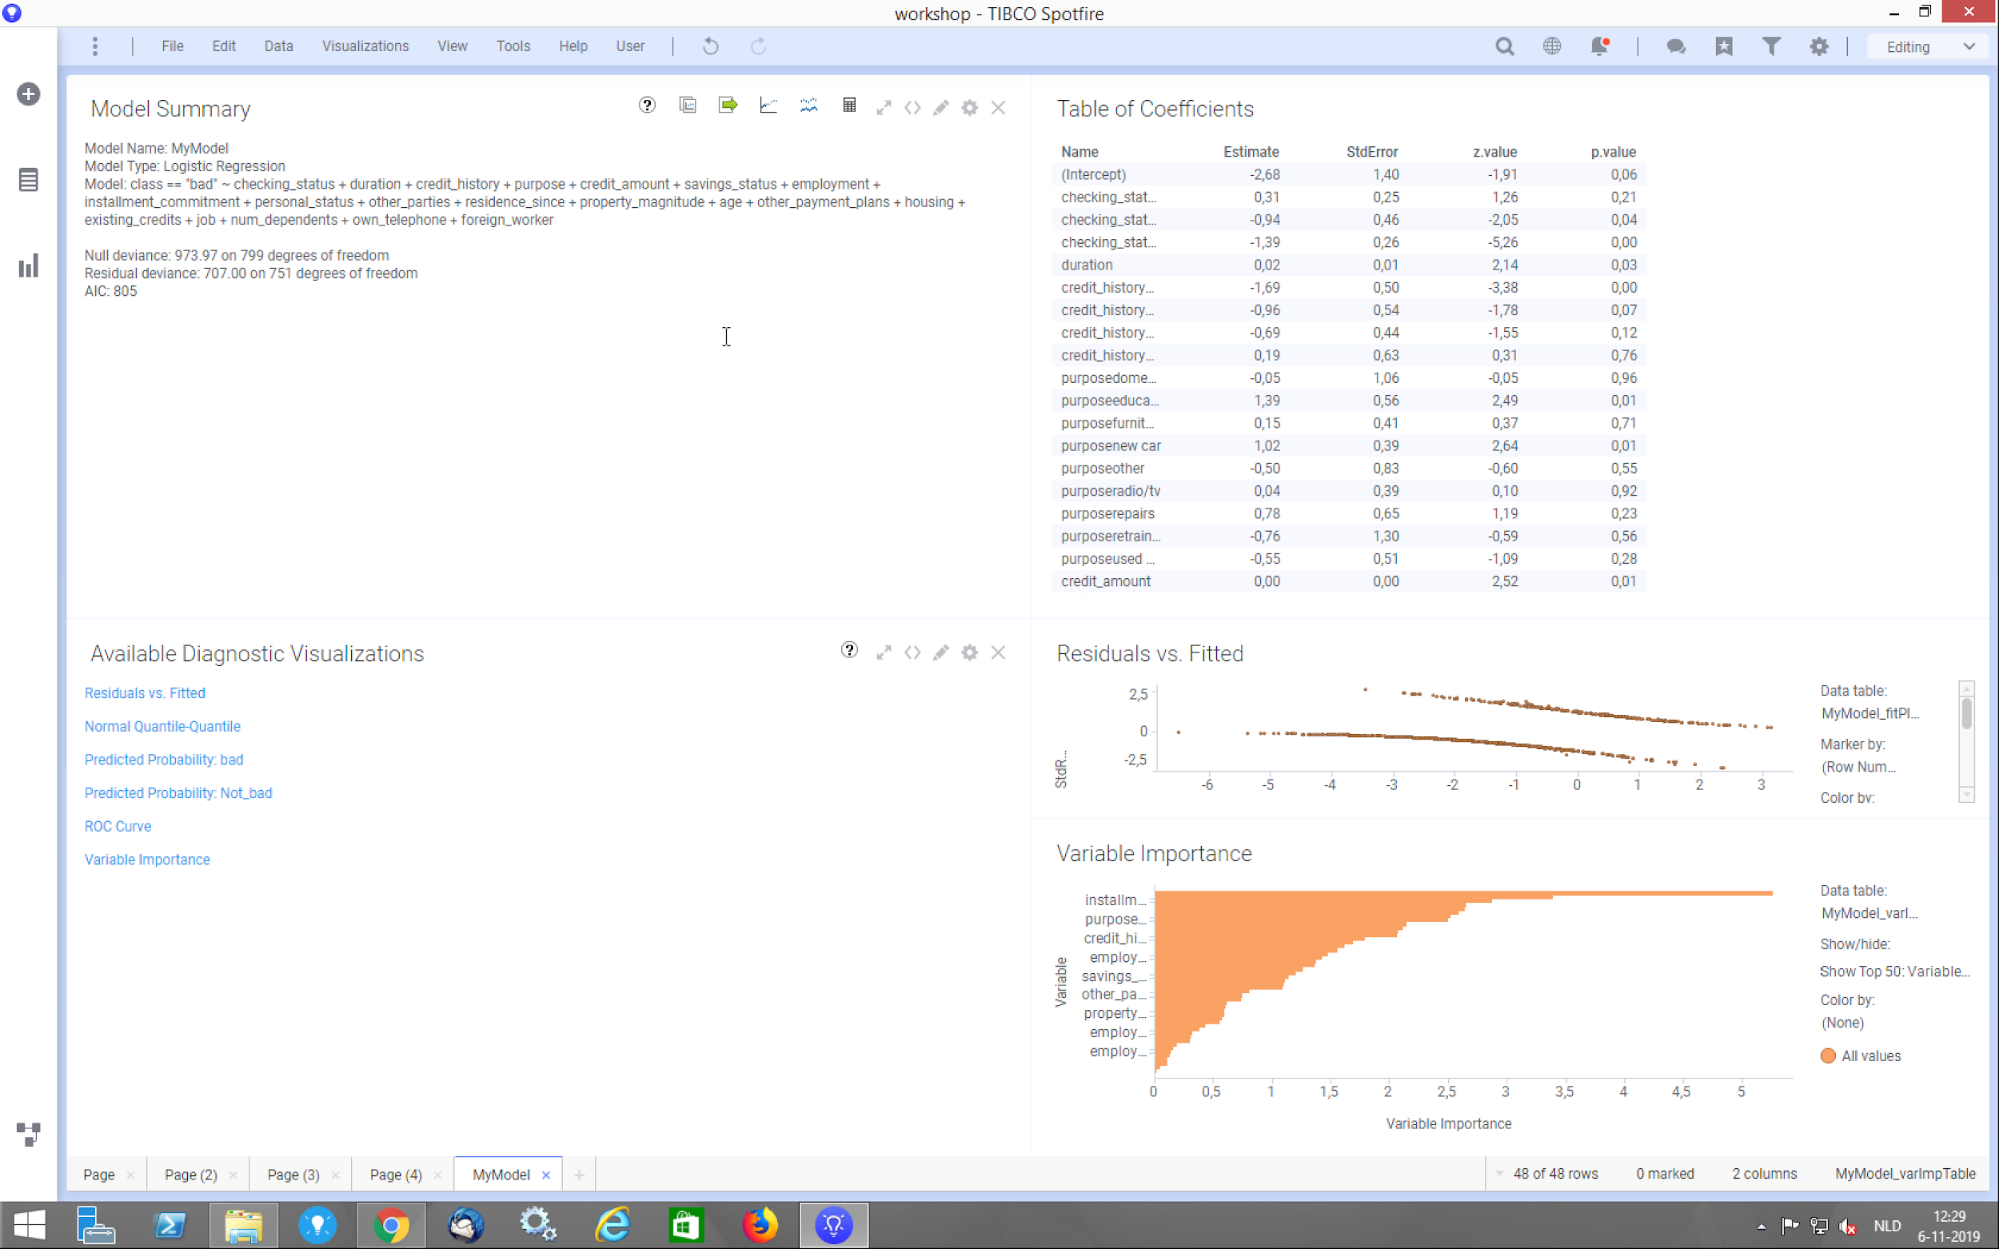 workshop - TIBCO Spotfire
File Edit Data Visualizations View Tools Help User Editing
Model Summary
Model Name: MyModel
Model Type: Logistic Regression
Model: class == "bad" ~ checking_status + duration + credit_history + purpose + credit_amount + savings_status + employment +
installment_commitment + personal_status + other_parties + residence_since + property_magnitude + age + other_payment_plans + housing +
existing_credits + job + num_dependents + own_telephone + foreign_worker
Null deviance: 973.97 on 799 degrees of freedom
Residual deviance: 707.00 on 751 degrees of freedom
AIC: 805
Table of Coefficients
Name Estimate StdError z.value p.value
(Intercept) -2,68 1,40 -1,91 0,06
checking_stat... 0,31 0,25 1,26 0,21
checking_stat... -0,94 0,46 -2,05 0,04
checking_stat... -1,39 0,26 -5,26 0,00
duration 0,02 0,01 2,14 0,03
credit_history... -1,69 0,50 -3,38 0,00
credit_history... -0,96 0,54 -1,78 0,07
credit_history... -0,69 0,44 -1,55 0,12
credit_history... 0,19 0,63 0,31 0,76
purposedome... -0,05 1,06 -0,05 0,96
purposeeduca... 1,39 0,56 2,49 0,01
purposefurnit... 0,15 0,41 0,37 0,71
purposenew car 1,02 0,39 2,64 0,01
purposeother -0,50 0,83 -0,60 0,55
purposeradio/tv 0,04 0,39 0,10 0,92
purposerepairs 0,78 0,65 1,19 0,23
purposeretrain... -0,76 1,30 -0,59 0,56
purposeused ... -0,55 0,51 -1,09 0,28
credit_amount 0,00 0,00 2,52 0,01
Available Diagnostic Visualizations
Residuals vs. Fitted
Normal Quantile-Quantile
Predicted Probability: bad
Predicted Probability: Not_bad
ROC Curve
Variable Importance
Residuals vs. Fitted
StdR...
2,5
0
-2,5
-6 -5 -4 -3 -2 -1 0 1 2 3
Data table:
MyModel_fitPl...
Marker by:
(Row Num...
Color by:
Variable Importance
Variable
installm...
purpose...
credit_hi...
employ...
savings_...
other_pa...
property...
employ...
employ...
0 0,5 1 1,5 2 2,5 3 3,5 4 4,5 5
Variable Importance
Data table:
MyModel_varI...
Show/hide:
Show Top 50: Variable...
Color by:
(None)
All values
Page Page (2) Page (3) Page (4) MyModel
48 of 48 rows 0 marked 2 columns MyModel_varImpTable
NLD
12:29
6-11-2019